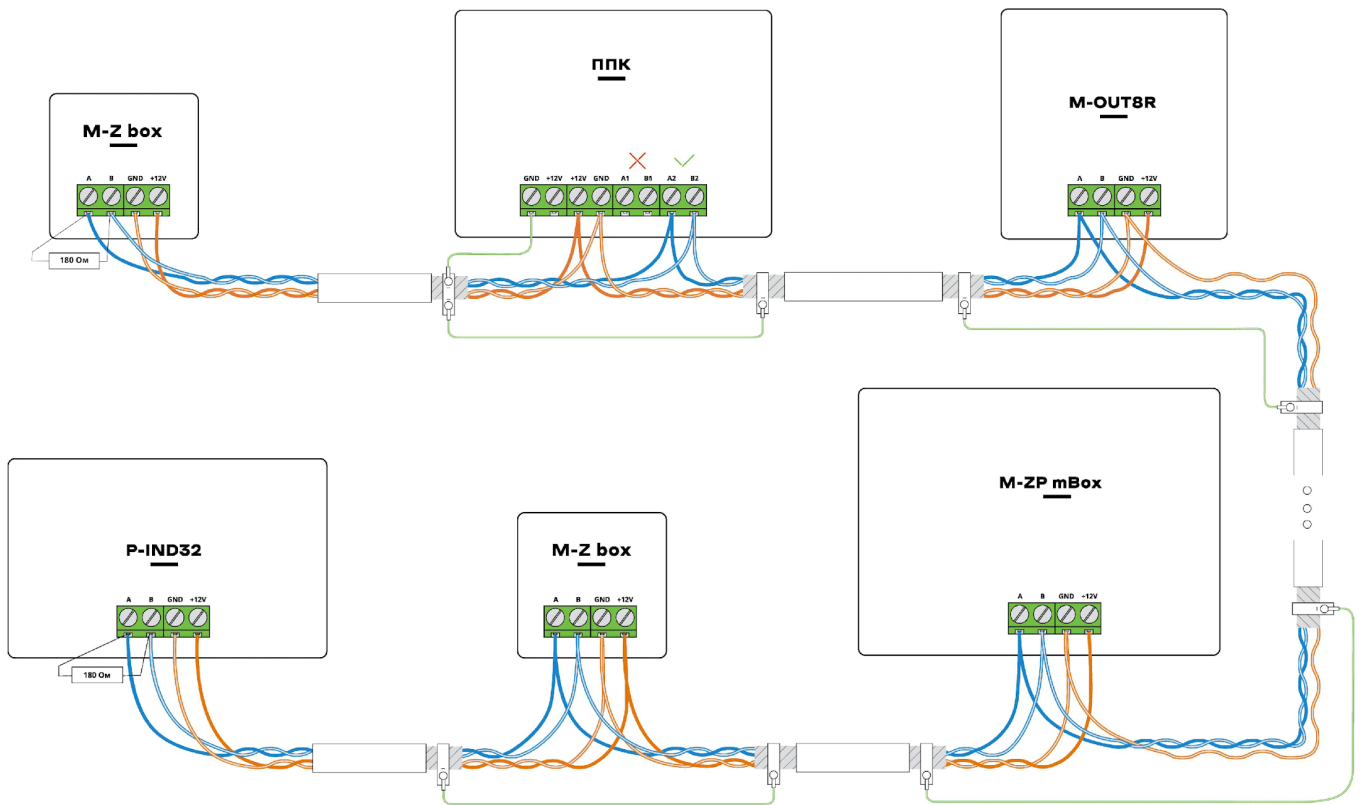 ППК
M-OUT8R
M-Z box
A B GND +12V
GND +12V +12V GND A1 B1 A2 B2
A B GND +12V
180 Ом
M-ZP mBox
P-IND32
M-Z box
A B GND +12V
A B GND +12V
A B GND +12V
180 Ом